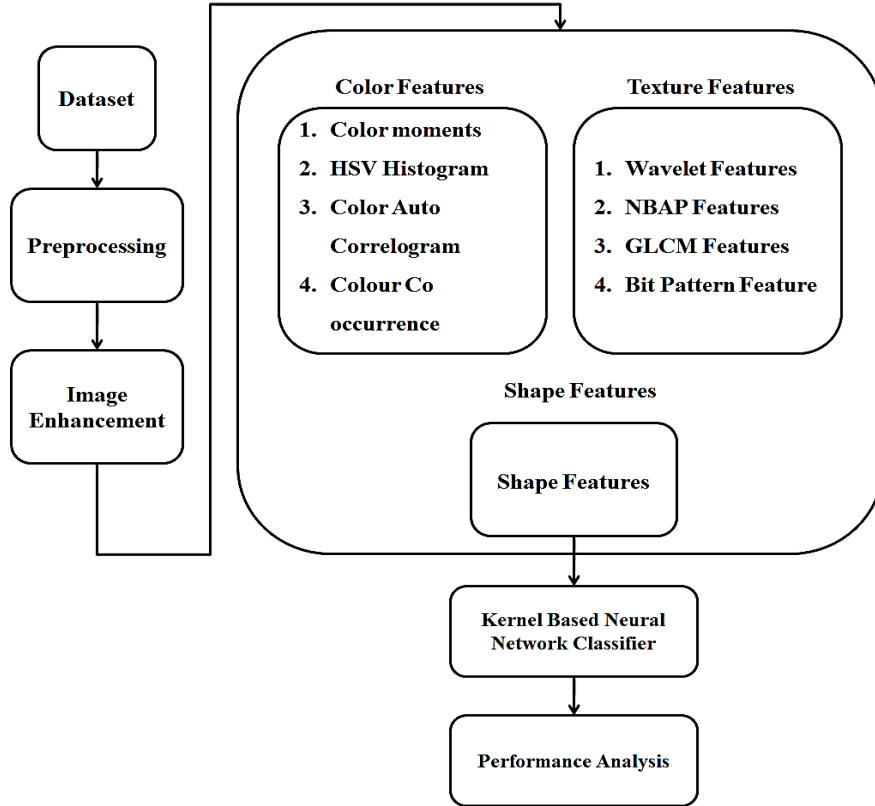 Dataset
Preprocessing
Image
Enhancement
Color Features
1. Color moments
2. HSV Histogram
3. Color Auto
Correlogram
4. Colour Co
occurrence
Texture Features
1. Wavelet Features
2. NBAP Features
3. GLCM Features
4. Bit Pattern Feature
Shape Features
Shape Features
Kernel Based Neural
Network Classifier
Performance Analysis